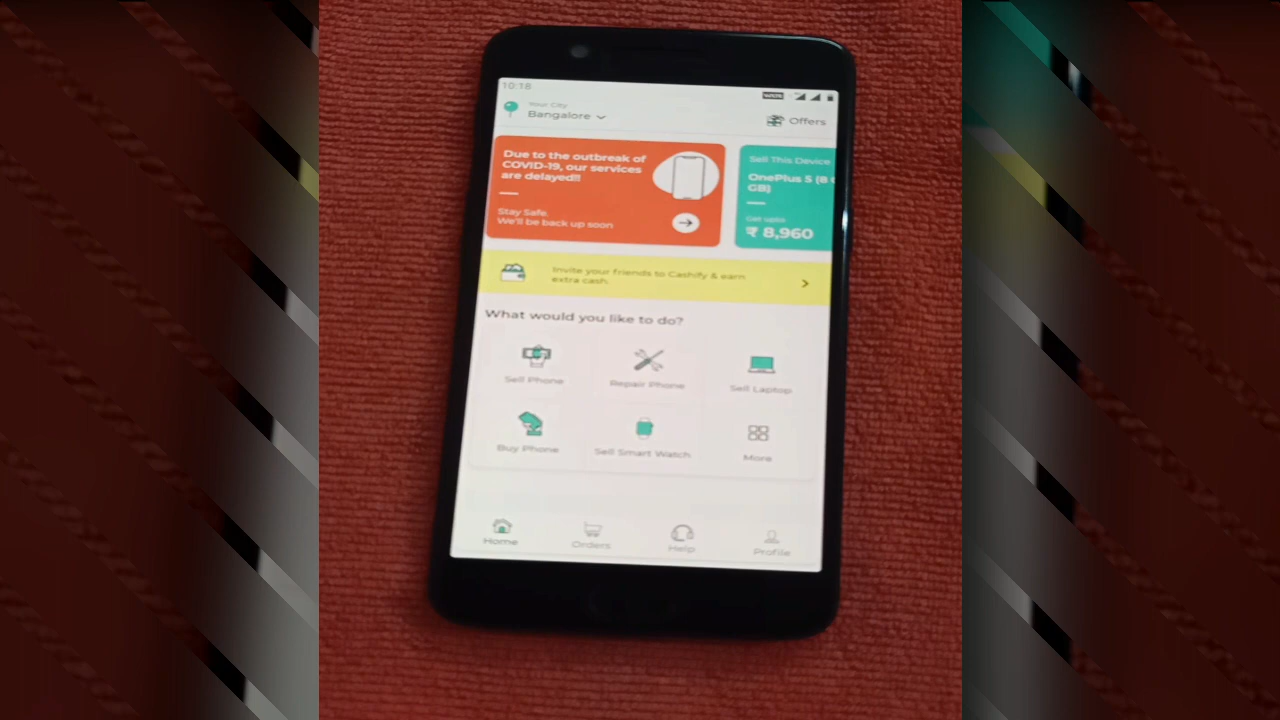 10:18
Your City
Bangalore
Offers
Due to the outbreak of
COVID-19, our services
are delayed!!
Stay Safe.
We'll be back up soon
Sell This Device
OnePlus 5 (8 G
GB)
Get upto
₹ 8,960
Invite your friends to Cashify & earn
extra cash.
What would you like to do?
Sell Phone
Repair Phone
Sell Laptop
Buy Phone
Sell Smart Watch
More
Home
Orders
Help
Profile